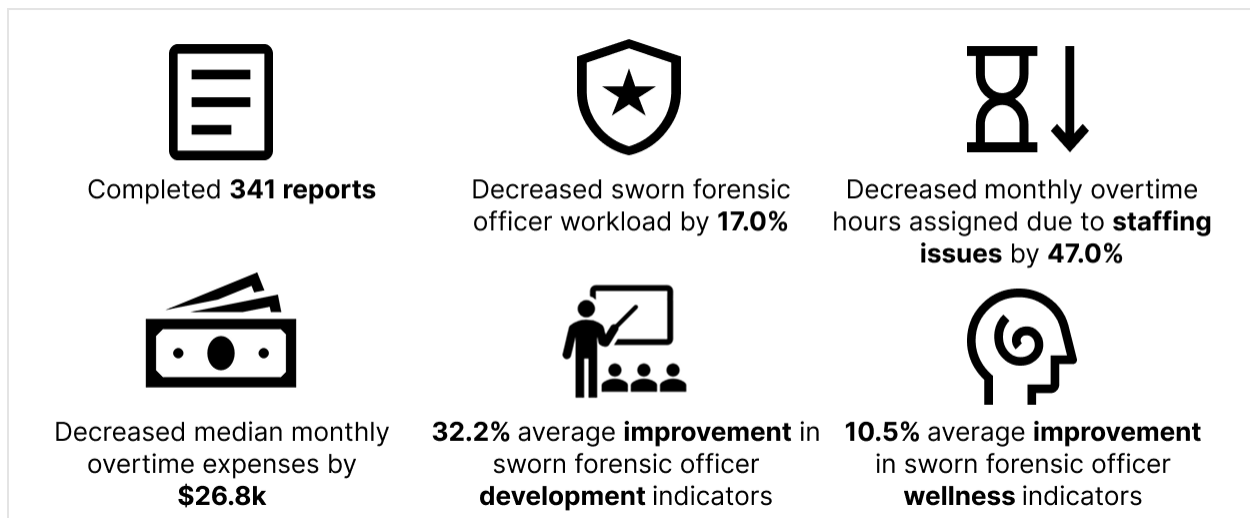 Completed 341 reports
Decreased sworn forensic
officer workload by 17.0%
Decreased monthly overtime
hours assigned due to staffing
issues by 47.0%
Decreased median monthly
overtime expenses by
$26.8k
32.2% average improvement in
sworn forensic officer
development indicators
10.5% average improvement
in sworn forensic officer
wellness indicators